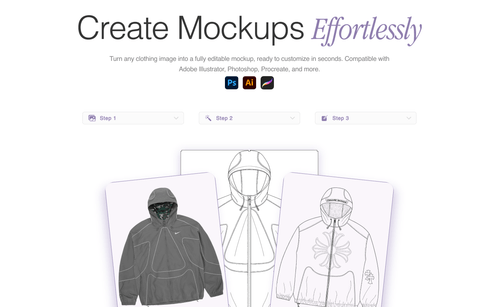 Create Mockups Effortlessly
Turn any clothing image into a fully editable mockup, ready to customize in seconds. Compatible with
Adobe Illustrator, Photoshop, Procreate, and more.
Ps Ai
Step 1 Step 2 Step 3